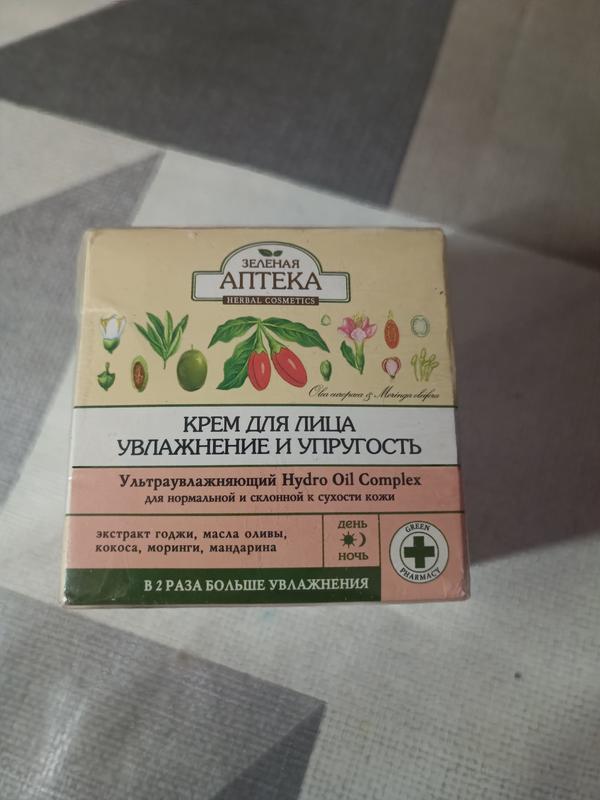 ЗЕЛЕНАЯ
АПТЕКА
HERBAL COSMETICS
Olea europaea & Moringa oleifera
КРЕМ ДЛЯ ЛИЦА
УВЛАЖНЕНИЕ И УПРУГОСТЬ
Ультраувлажняющий Hydro Oil Complex
для нормальной и склонной к сухости кожи
экстракт годжи, масла оливы,
кокоса, моринги, мандарина
ДЕНЬ
НОЧЬ
GREEN
PHARMACY
В 2 РАЗА БОЛЬШЕ УВЛАЖНЕНИЯ